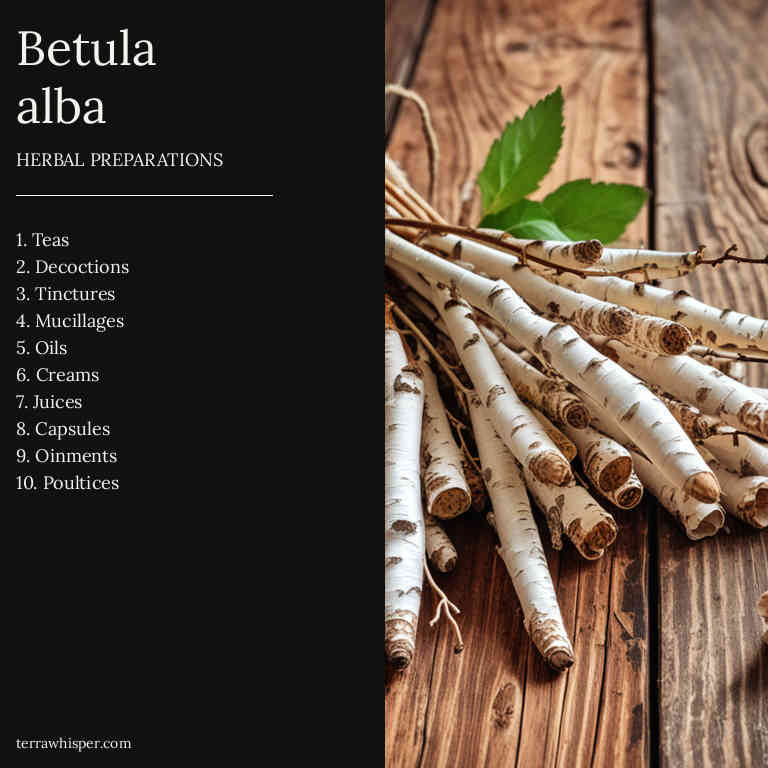 Betula
alba
HERBAL PREPARATIONS
1. Teas
2. Decoctions
3. Tinctures
4. Mucillages
5. Oils
6. Creams
7. Juices
8. Capsules
9. Oinments
10. Poultices
terrawhisper.com